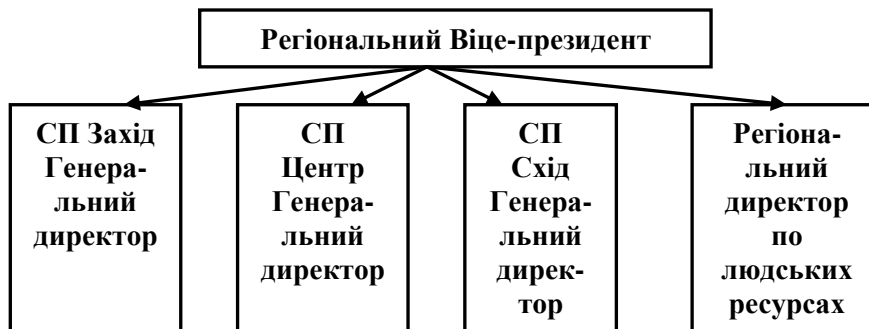 Регіональний Віце-президент
СП Захід
Генера-
льний
директор
СП
Центр
Генера-
льний
директор
СП
Схід
Генера-
льний
дирек-
тор
Регіона-
льний
директор
по
людських
ресурсах